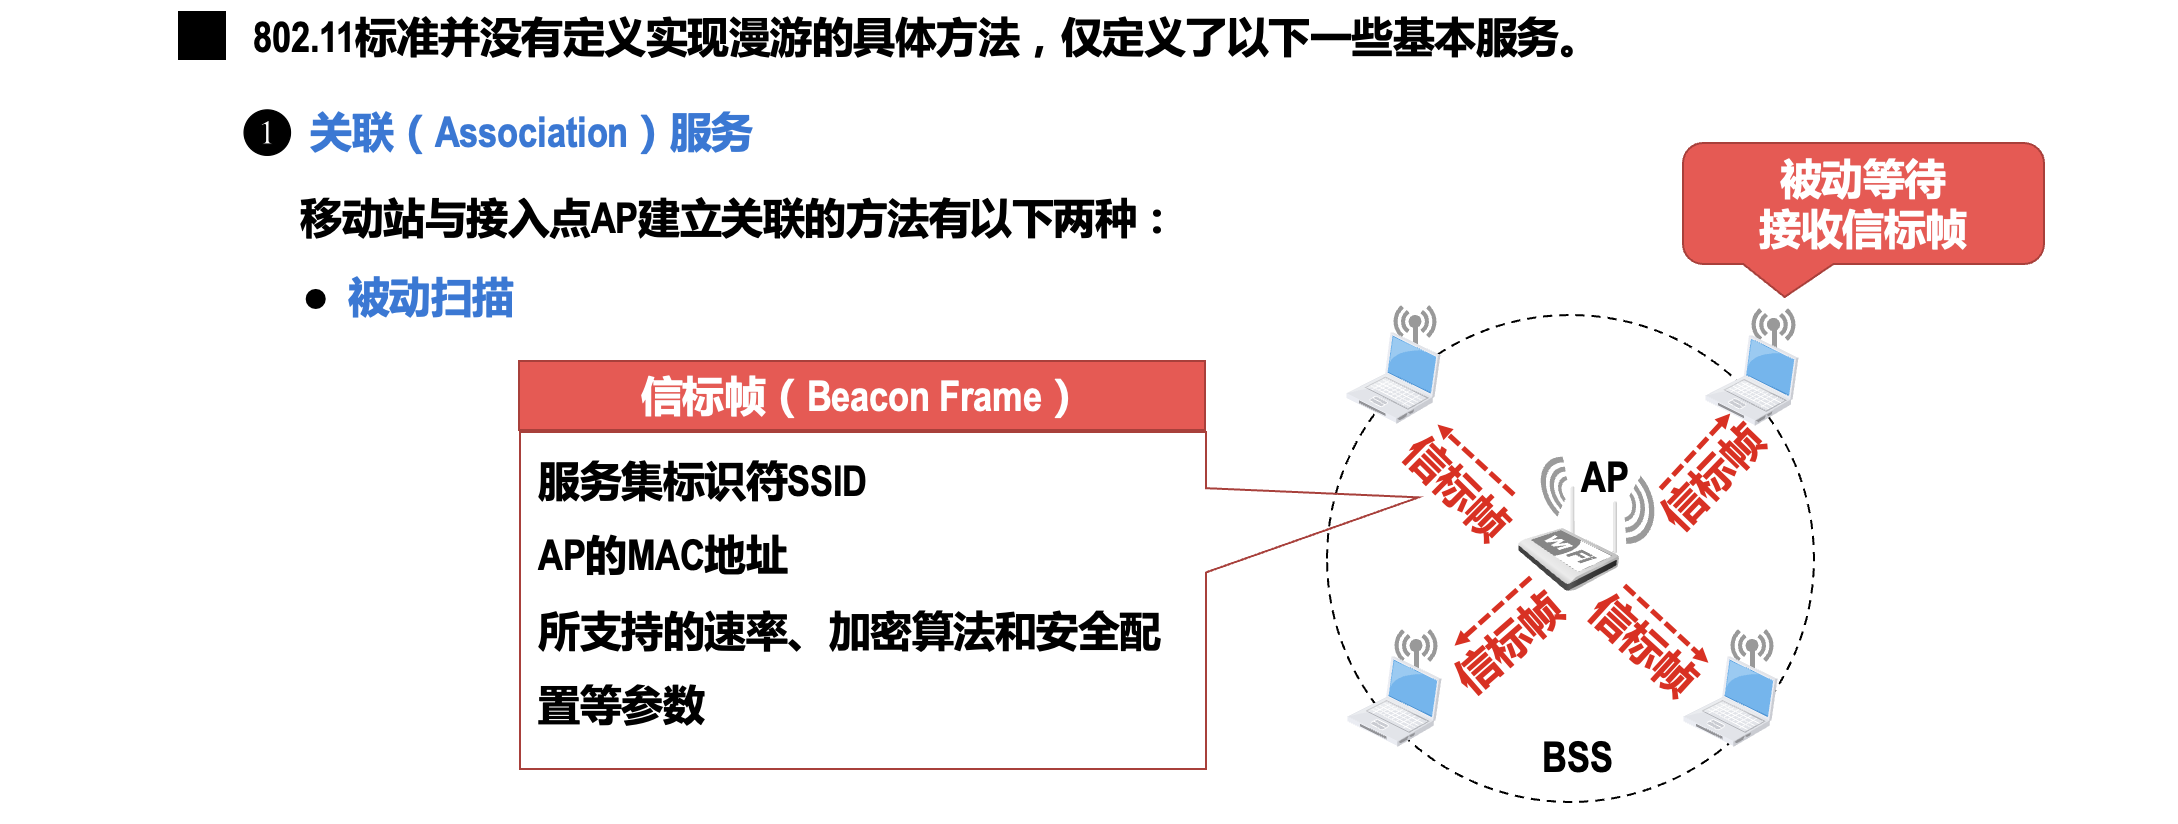 802.11标准并没有定义实现漫游的具体方法，仅定义了以下一些基本服务。
1 关联（Association）服务
移动站与接入点AP建立关联的方法有以下两种：
● 被动扫描
被动等待
接收信标帧
信标帧（Beacon Frame）
服务集标识符SSID
AP的MAC地址
所支持的速率、加密算法和安全配
置等参数
信标帧
AP
信标帧
Wi Fi
信标帧
信标帧
BSS